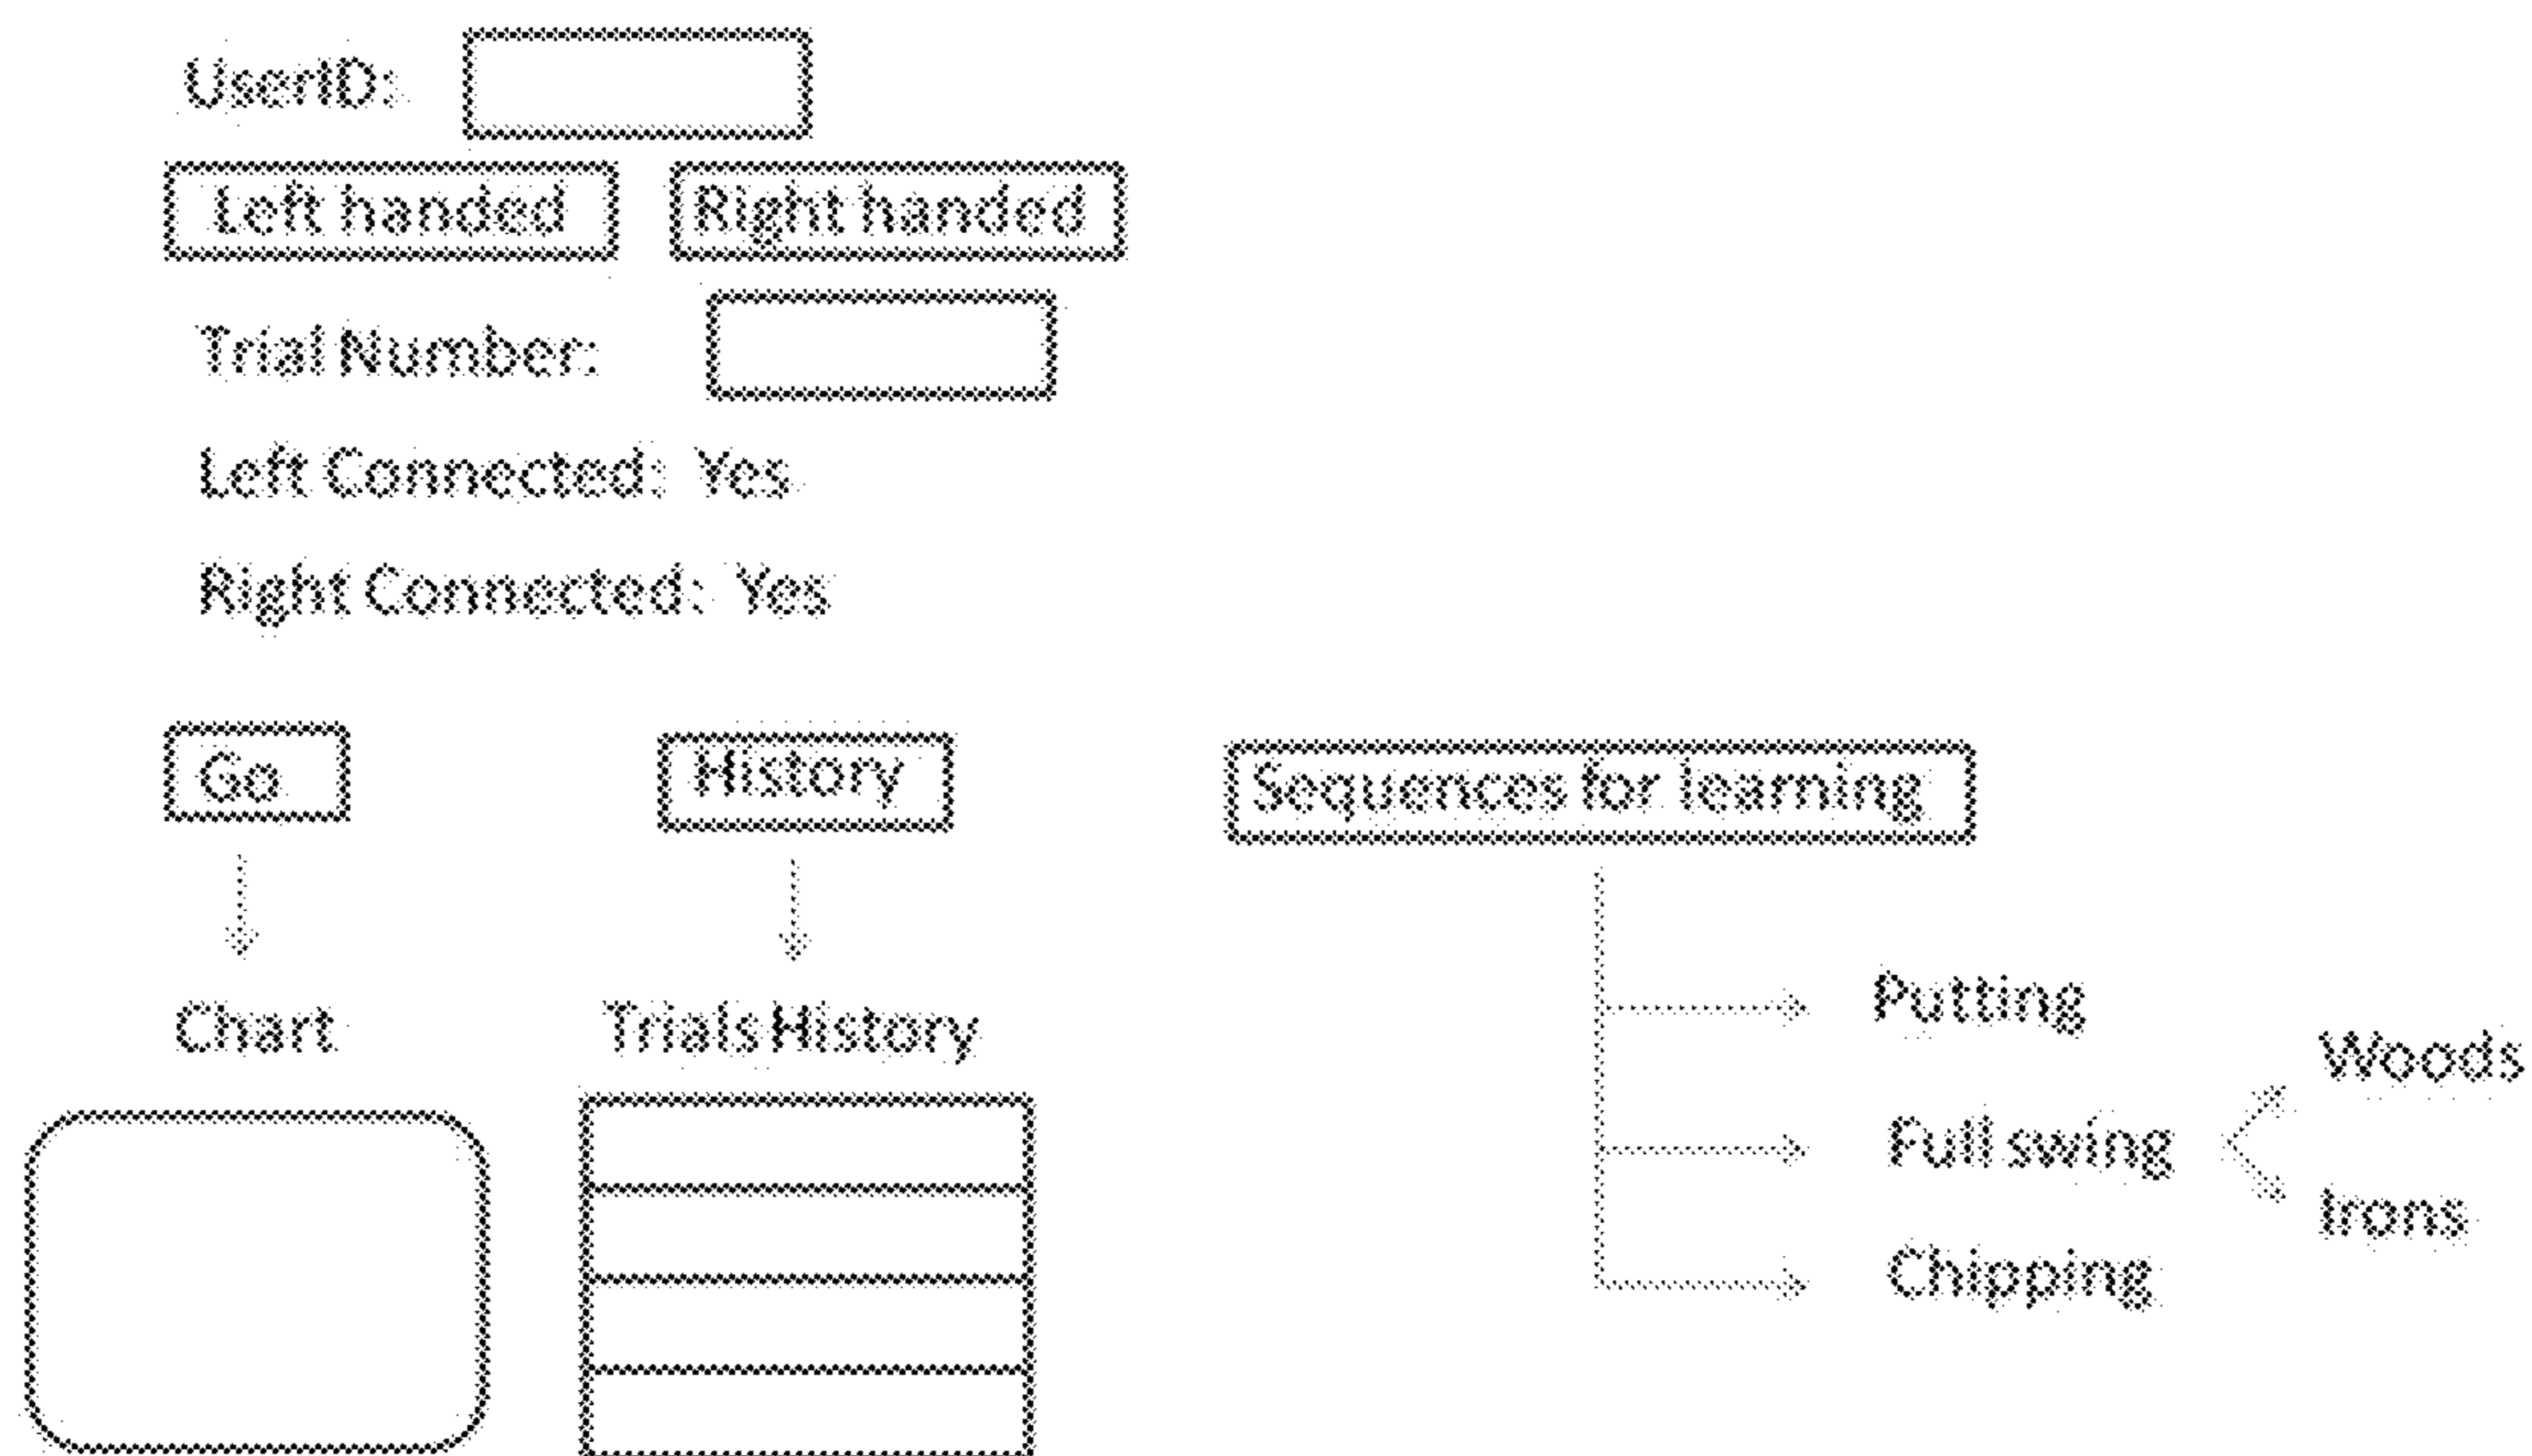 UserID:
Left handed Right handed
Trial Number:
Left Connected: Yes
Right Connected: Yes
Go History Sequences for learning
Chart Trials History
Putting
Woods
Full swing
Irons
Chipping